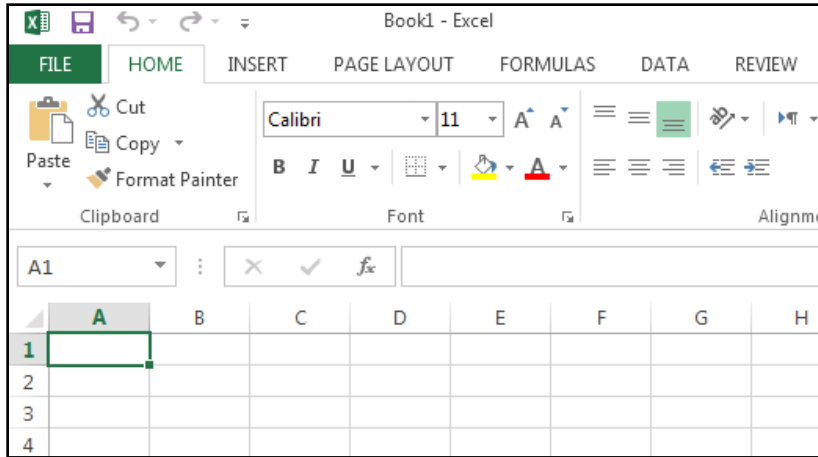 Book1 - Excel
FILE HOME INSERT PAGE LAYOUT FORMULAS DATA REVIEW
Cut
Calibri 11
Copy
Paste
B I U A
Format Painter
Clipboard Font Alignm
A1 fx
A B C D E F G H
1
2
3
4